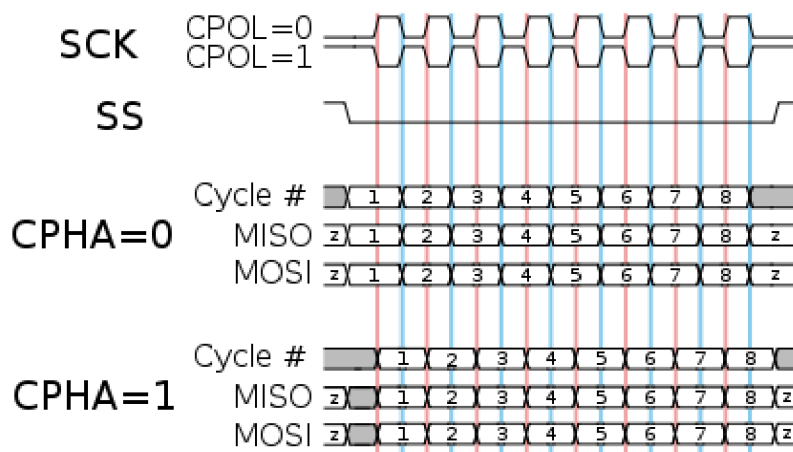 SCK CPOL=0
CPOL=1
SS
Cycle # 1 2 3 4 5 6 7 8
CPHA=0
MISO z 1 2 3 4 5 6 7 8 z
MOSI z 1 2 3 4 5 6 7 8 z
Cycle # 1 2 3 4 5 6 7 8
CPHA=1
MISO z 1 2 3 4 5 6 7 8 z
MOSI z 1 2 3 4 5 6 7 8 z